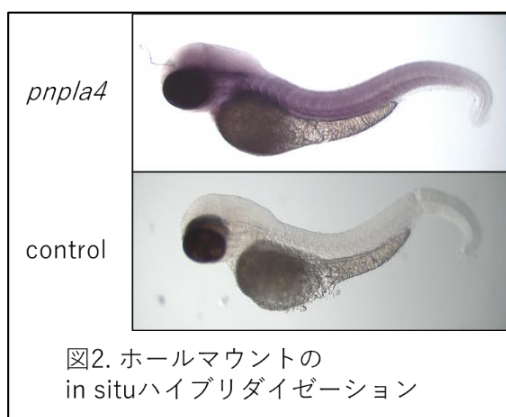 pnpla4
control
図2. ホールマウントの
in situハイブリダイゼーション